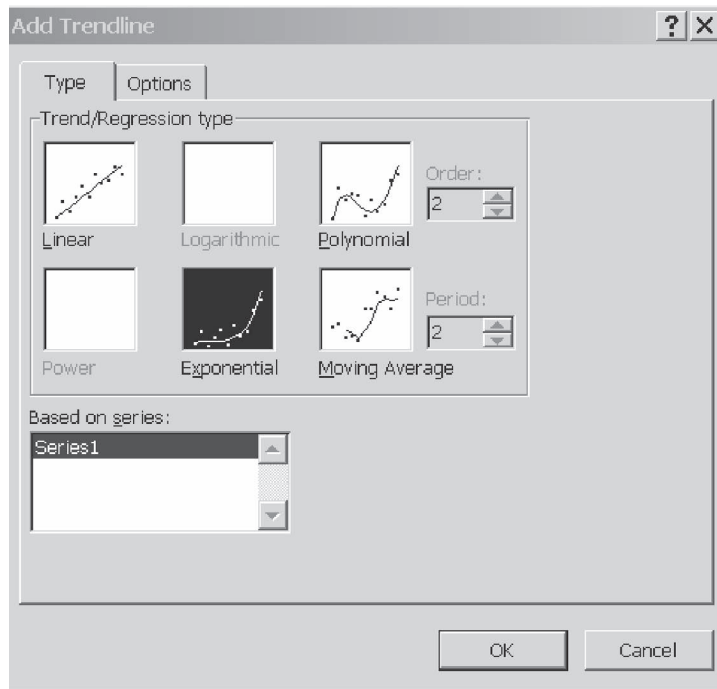 Add Trendline
Type Options
Trend/Regression type
Order:
2
Linear Logarithmic Polynomial
Period:
2
Power Exponential Moving Average
Based on series:
Series1
OK Cancel